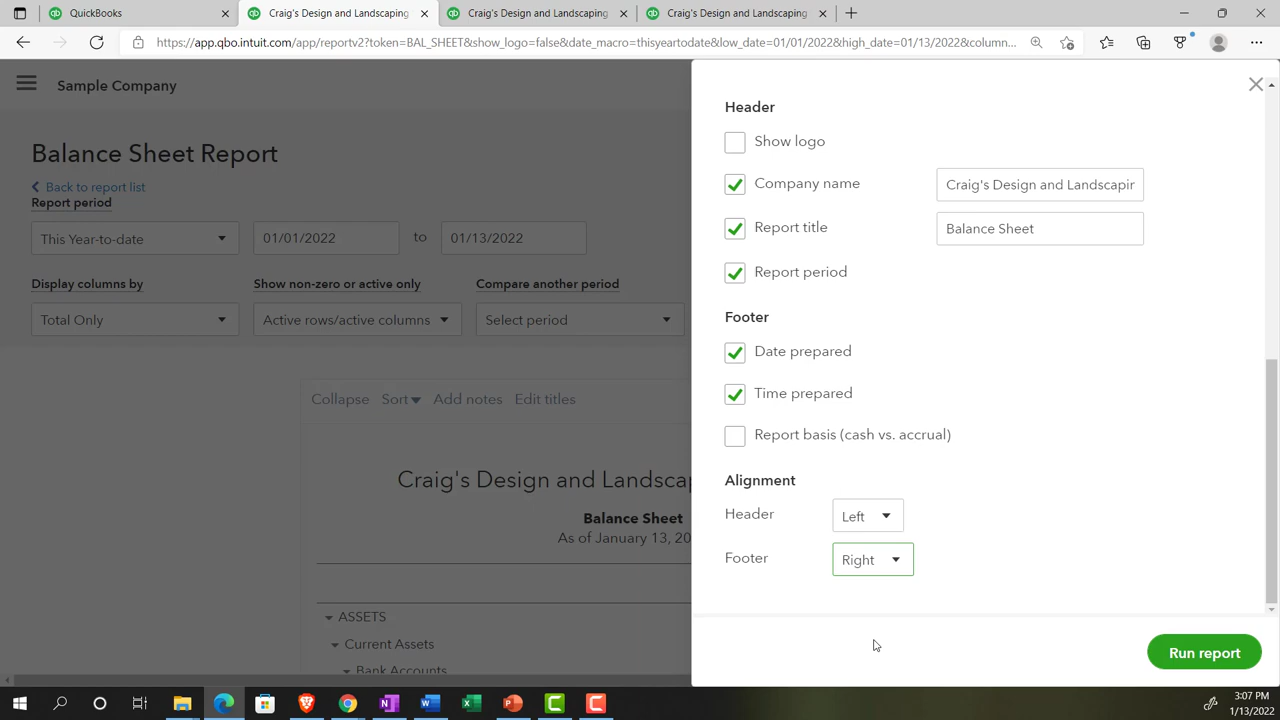 QuickBooks
Craig's Design and Landscaping
Craig's Design and Landscaping
Craig's Design and Landscaping
https://app.qbo.intuit.com/app/reportv2?token=BAL_SHEET&show_logo=false&date_macro=thisyeartodate&low_date=01/01/2022&high_date=01/13/2022&column...
Sample Company
Balance Sheet Report
Back to report list
Report period
This Year-to-date
01/01/2022
to
01/13/2022
Display columns by
Show non-zero or active only
Compare another period
Total Only
Active rows/active columns
Select period
Collapse
Sort
Add notes
Edit titles
Craig's Design and Landscap
Balance Sheet
As of January 13, 20
ASSETS
Current Assets
Bank Accounts
Header
Show logo
Company name
Craig's Design and Landscapin
Report title
Balance Sheet
Report period
Footer
Date prepared
Time prepared
Report basis (cash vs. accrual)
Alignment
Header
Left
Footer
Right
Run report
3:07 PM
1/13/2022